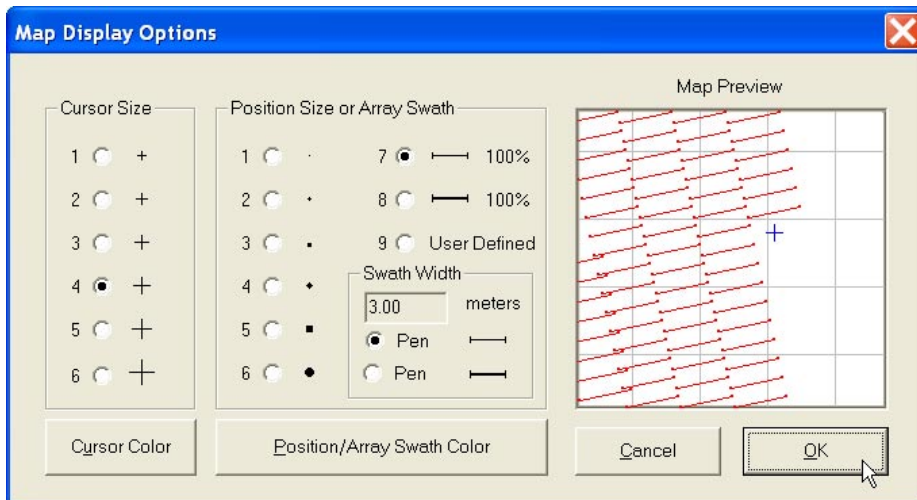 Map Display Options
Cursor Size
1
2
3
4
5
6
Cursor Color
Position Size or Array Swath
1
2
3
4
5
6
7 100%
8 100%
9 User Defined
Swath Width
3.00 meters
Pen
Pen
Position/Array Swath Color
Map Preview
Cancel
OK